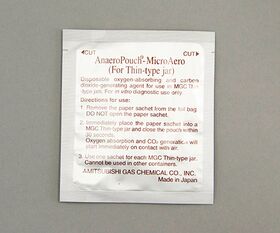 CUT CUT
AnaeroPouch®-MicroAero
(For Thin-type jar)
Disposable oxygen-absorbing and carbon
dioxide-generating agent for use in MGC Thin-
type jar. For in vitro diagnostic use only
Directions for use:
1. Remove the paper sachet from the foil bag
DO NOT open the paper sachet.
2. Immediately place the paper sachet into a
MGC Thin-type jar and close the pouch within
30 seconds.
Oxygen absorption and CO₂ generation will
start immediately on contact with air.
3. Use one sachet for each MGC Thin-type jar.
Cannot be used in other containers.
MITSUBISHI GAS CHEMICAL CO., INC.
Made in Japan